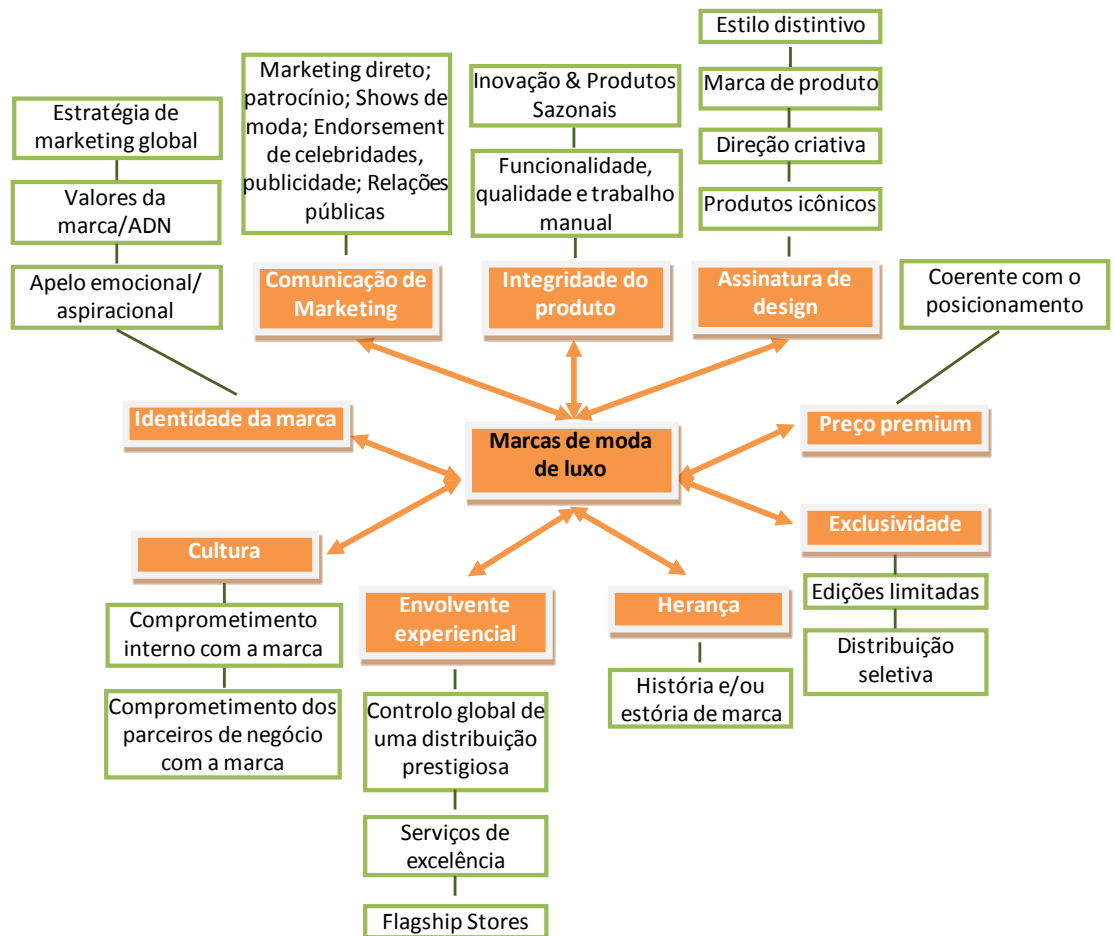 Estilo distintivo
Marca de produto
Direção criativa
Produtos icônicos
Assinatura de
design
Inovação & Produtos
Sazonais
Funcionalidade,
qualidade e trabalho
manual
Integridade do
produto
Marketing direto;
patrocínio; Shows de
moda; Endorsement
de celebridades,
publicidade; Relações
públicas
Comunicação de
Marketing
Estratégia de
marketing global
Valores da
marca/ADN
Apelo emocional/
aspiracional
Identidade da marca
Coerente com o
posicionamento
Preço premium
Marcas de moda
de luxo
Exclusividade
Edições limitadas
Distribuição
seletiva
Cultura
Comprometimento
interno com a marca
Comprometimento dos
parceiros de negócio
com a marca
Envolvente
experiencial
Controlo global de
uma distribuição
prestigiosa
Serviços de
excelência
Flagship Stores
Herança
História e/ou
estória de marca